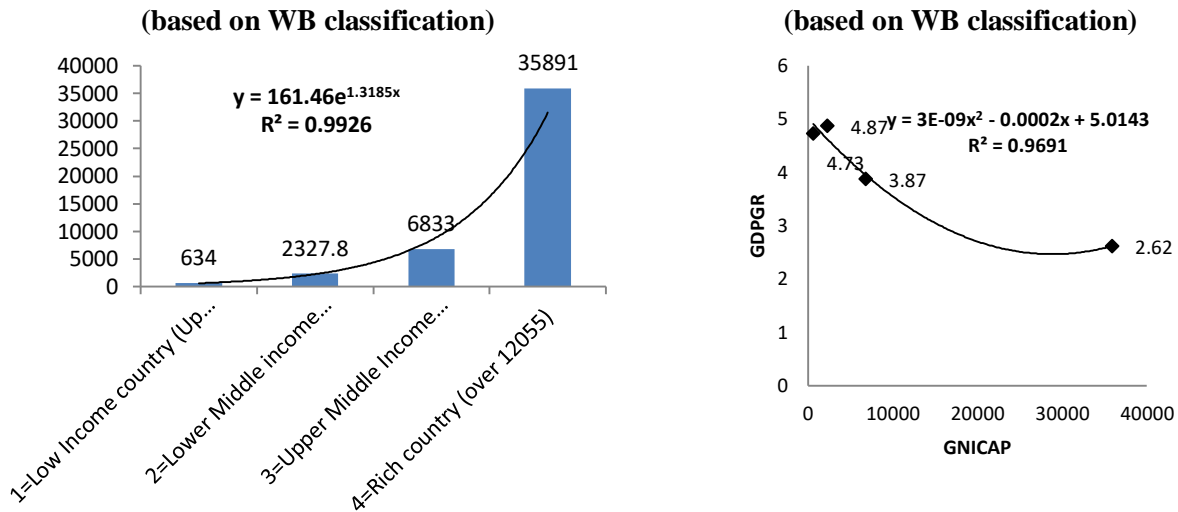 (based on WB classification)
40000
35000
30000
25000
20000
15000
10000
5000
0
y = 161.46e^1.3185x
R² = 0.9926
634
2327.8
6833
35891
1=Low Income country (Up...
2=Lower Middle income...
3=Upper Middle Income...
4=Rich country (over 12055)
(based on WB classification)
6
5
4
3
2
1
0
GDPGR
y = 3E-09x² - 0.0002x + 5.0143
R² = 0.9691
4.87
4.73
3.87
2.62
0 10000 20000 30000 40000
GNICAP